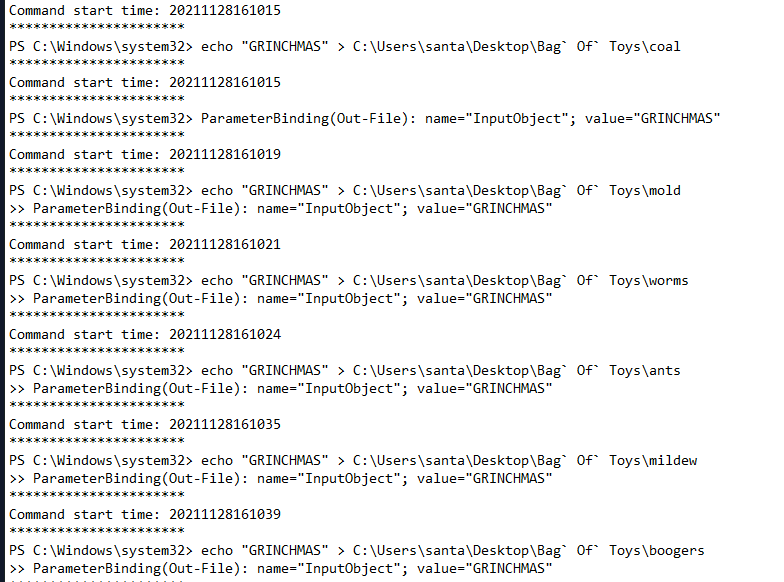 Command start time: 20211128161015
**********************
PS C:\Windows\system32> echo "GRINCHMAS" > C:\Users\santa\Desktop\Bag` Of` Toys\coal
**********************
Command start time: 20211128161015
**********************
PS C:\Windows\system32> ParameterBinding(Out-File): name="InputObject"; value="GRINCHMAS"
**********************
Command start time: 20211128161019
**********************
PS C:\Windows\system32> echo "GRINCHMAS" > C:\Users\santa\Desktop\Bag` Of` Toys\mold
>> ParameterBinding(Out-File): name="InputObject"; value="GRINCHMAS"
**********************
Command start time: 20211128161021
**********************
PS C:\Windows\system32> echo "GRINCHMAS" > C:\Users\santa\Desktop\Bag` Of` Toys\worms
>> ParameterBinding(Out-File): name="InputObject"; value="GRINCHMAS"
**********************
Command start time: 20211128161024
**********************
PS C:\Windows\system32> echo "GRINCHMAS" > C:\Users\santa\Desktop\Bag` Of` Toys\ants
>> ParameterBinding(Out-File): name="InputObject"; value="GRINCHMAS"
**********************
Command start time: 20211128161035
**********************
PS C:\Windows\system32> echo "GRINCHMAS" > C:\Users\santa\Desktop\Bag` Of` Toys\mildew
>> ParameterBinding(Out-File): name="InputObject"; value="GRINCHMAS"
**********************
Command start time: 20211128161039
**********************
PS C:\Windows\system32> echo "GRINCHMAS" > C:\Users\santa\Desktop\Bag` Of` Toys\boogers
>> ParameterBinding(Out-File): name="InputObject"; value="GRINCHMAS"